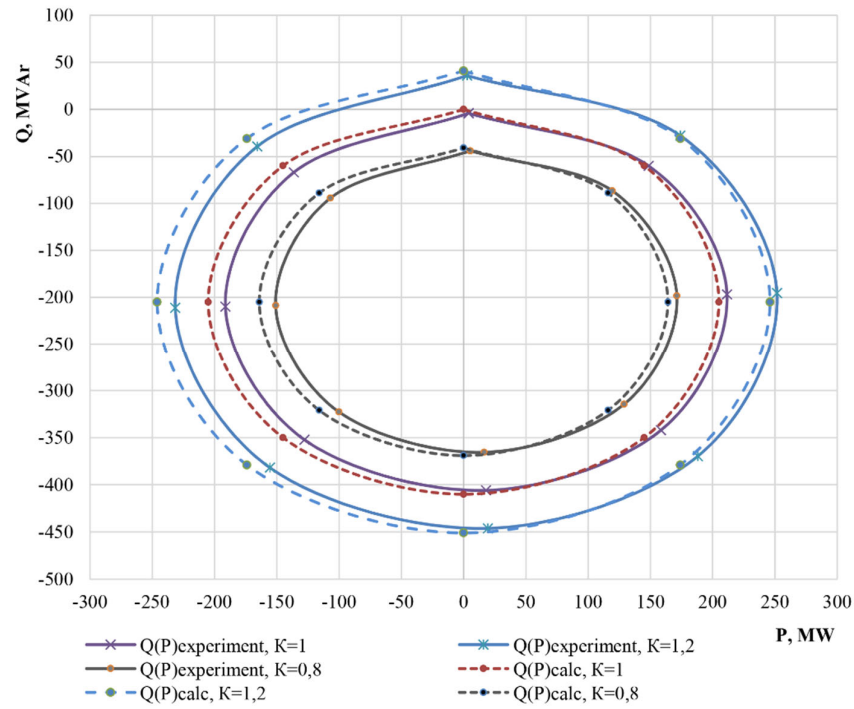 100
50
0
-50
-100
-150
-200
-250
-300
-350
-400
-450
-500
Q, MVAr
-300 -250 -200 -150 -100 -50 0 50 100 150 200 250 300
P, MW
Q(P)experiment, K=1
Q(P)experiment, K=1,2
Q(P)experiment, K=0,8
Q(P)calc, K=1
Q(P)calc, K=1,2
Q(P)calc, K=0,8